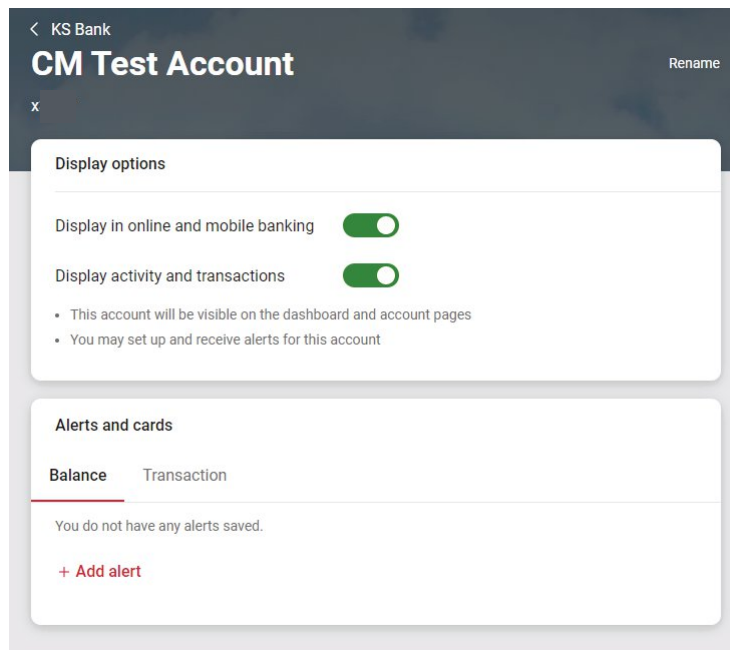 KS Bank
CM Test Account
Rename
x
Display options
Display in online and mobile banking
Display activity and transactions
• This account will be visible on the dashboard and account pages
• You may set up and receive alerts for this account
Alerts and cards
Balance Transaction
You do not have any alerts saved.
+ Add alert